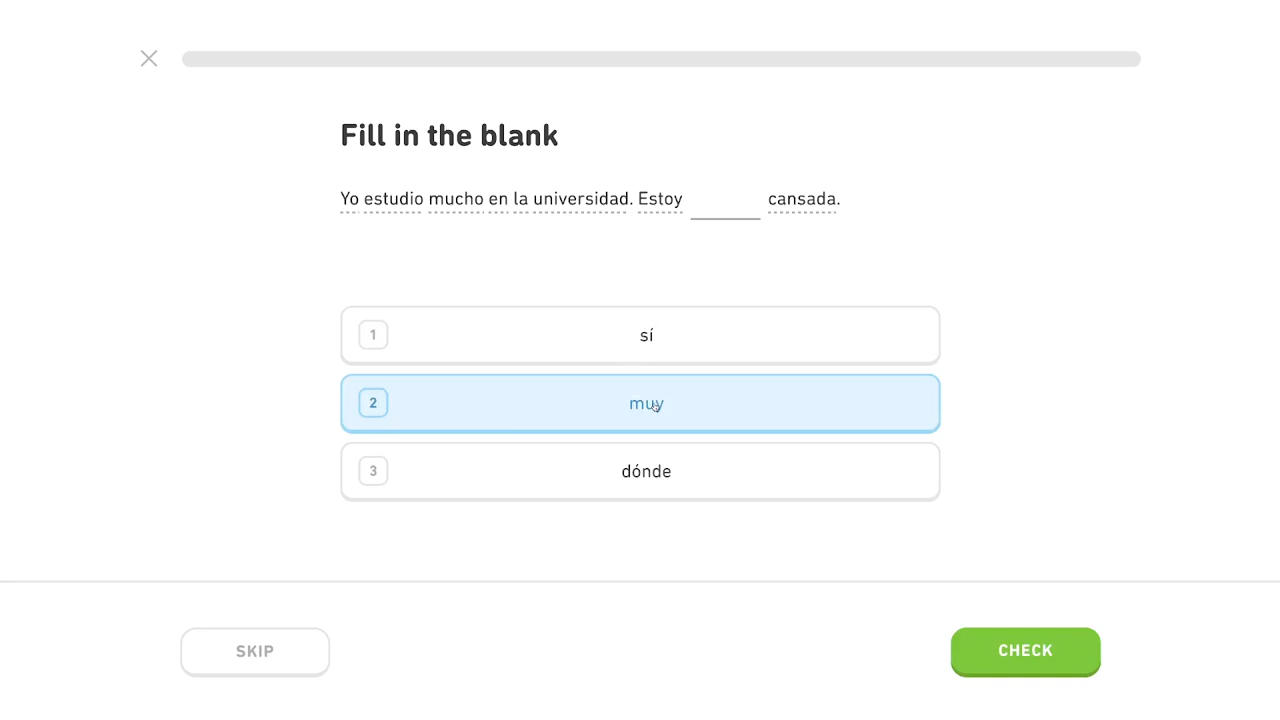 Fill in the blank
Yo estudio mucho en la universidad. Estoy ______ cansada.
1 sí
2 muy
3 dónde
SKIP CHECK